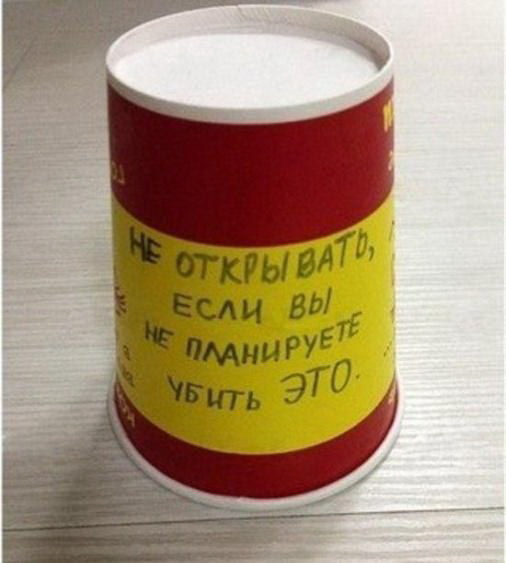 НЕ ОТКРЫВАТЬ,
ЕСЛИ ВЫ
НЕ ПЛАНИРУЕТЕ
УБИТЬ ЭТО.